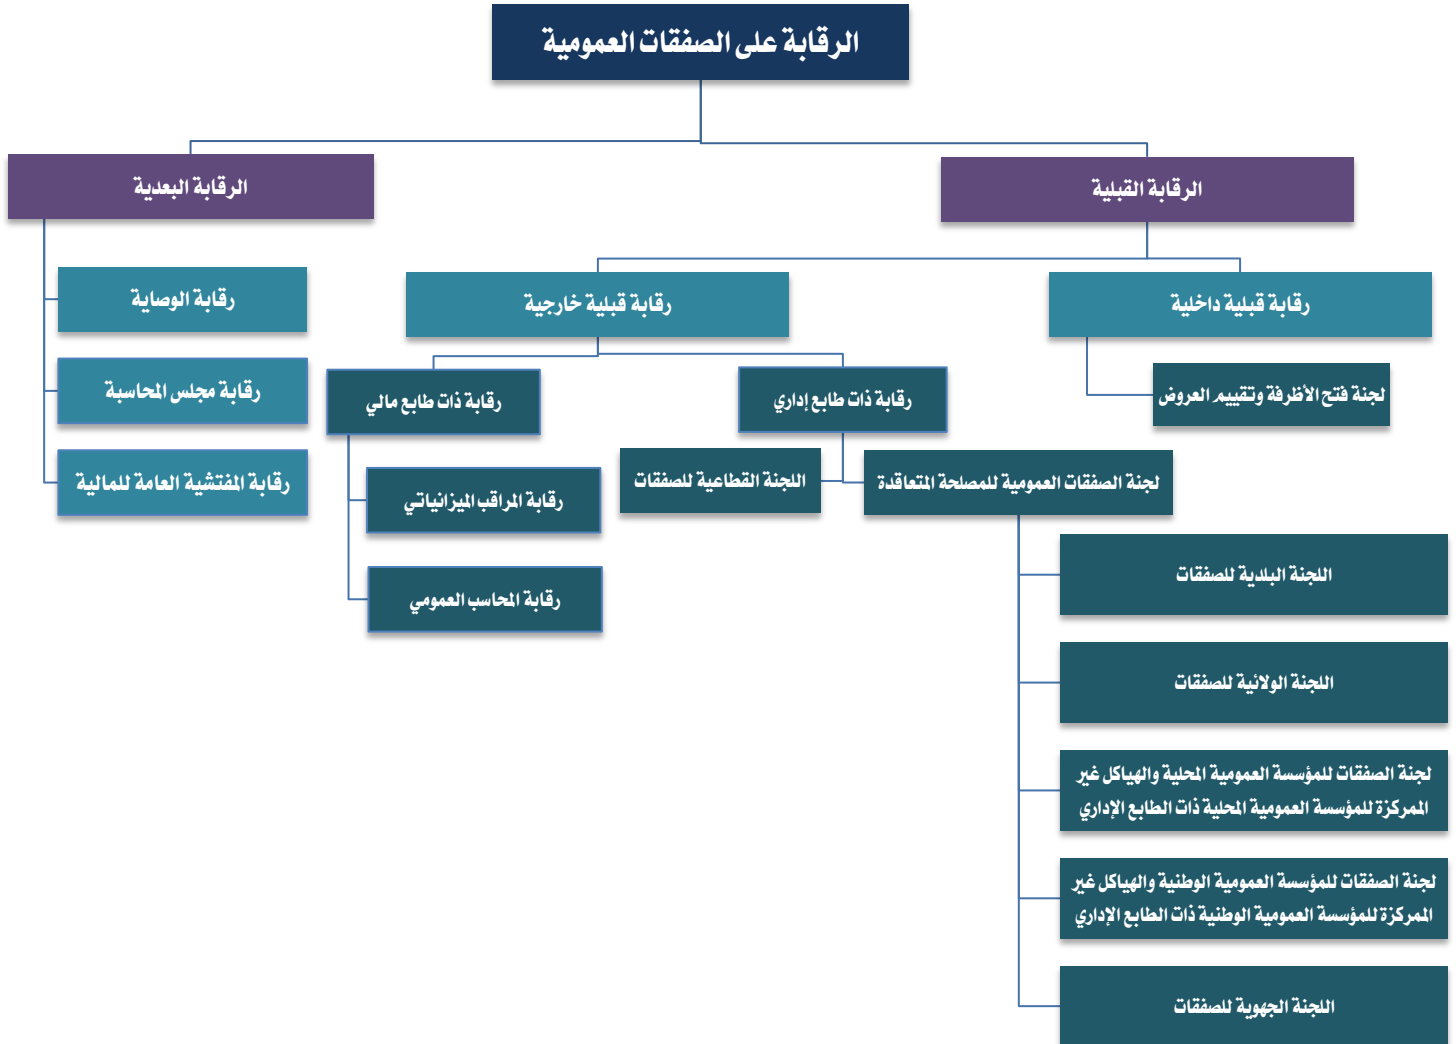 الرقابة على الصفقات العمومية
الرقابة القبلية
الرقابة البعدية
رقابة قبلية داخلية
رقابة قبلية خارجية
رقابة الوصاية
لجنة فتح الأظرفة وتقييم العروض
رقابة ذات طابع إداري
رقابة ذات طابع مالي
رقابة مجلس المحاسبة
لجنة الصفقات العمومية للمصلحة المتعاقدة
اللجنة القطاعية للصفقات
رقابة المراقب الميزانياتي
رقابة المفتشية العامة للمالية
رقابة المحاسب العمومي
اللجنة البلدية للصفقات
اللجنة الولائية للصفقات
لجنة الصفقات للمؤسسة العمومية المحلية والهياكل غير
الممركزة للمؤسسة العمومية المحلية ذات الطابع الإداري
لجنة الصفقات للمؤسسة العمومية الوطنية والهياكل غير
الممركزة للمؤسسة العمومية الوطنية ذات الطابع الإداري
اللجنة الجهوية للصفقات